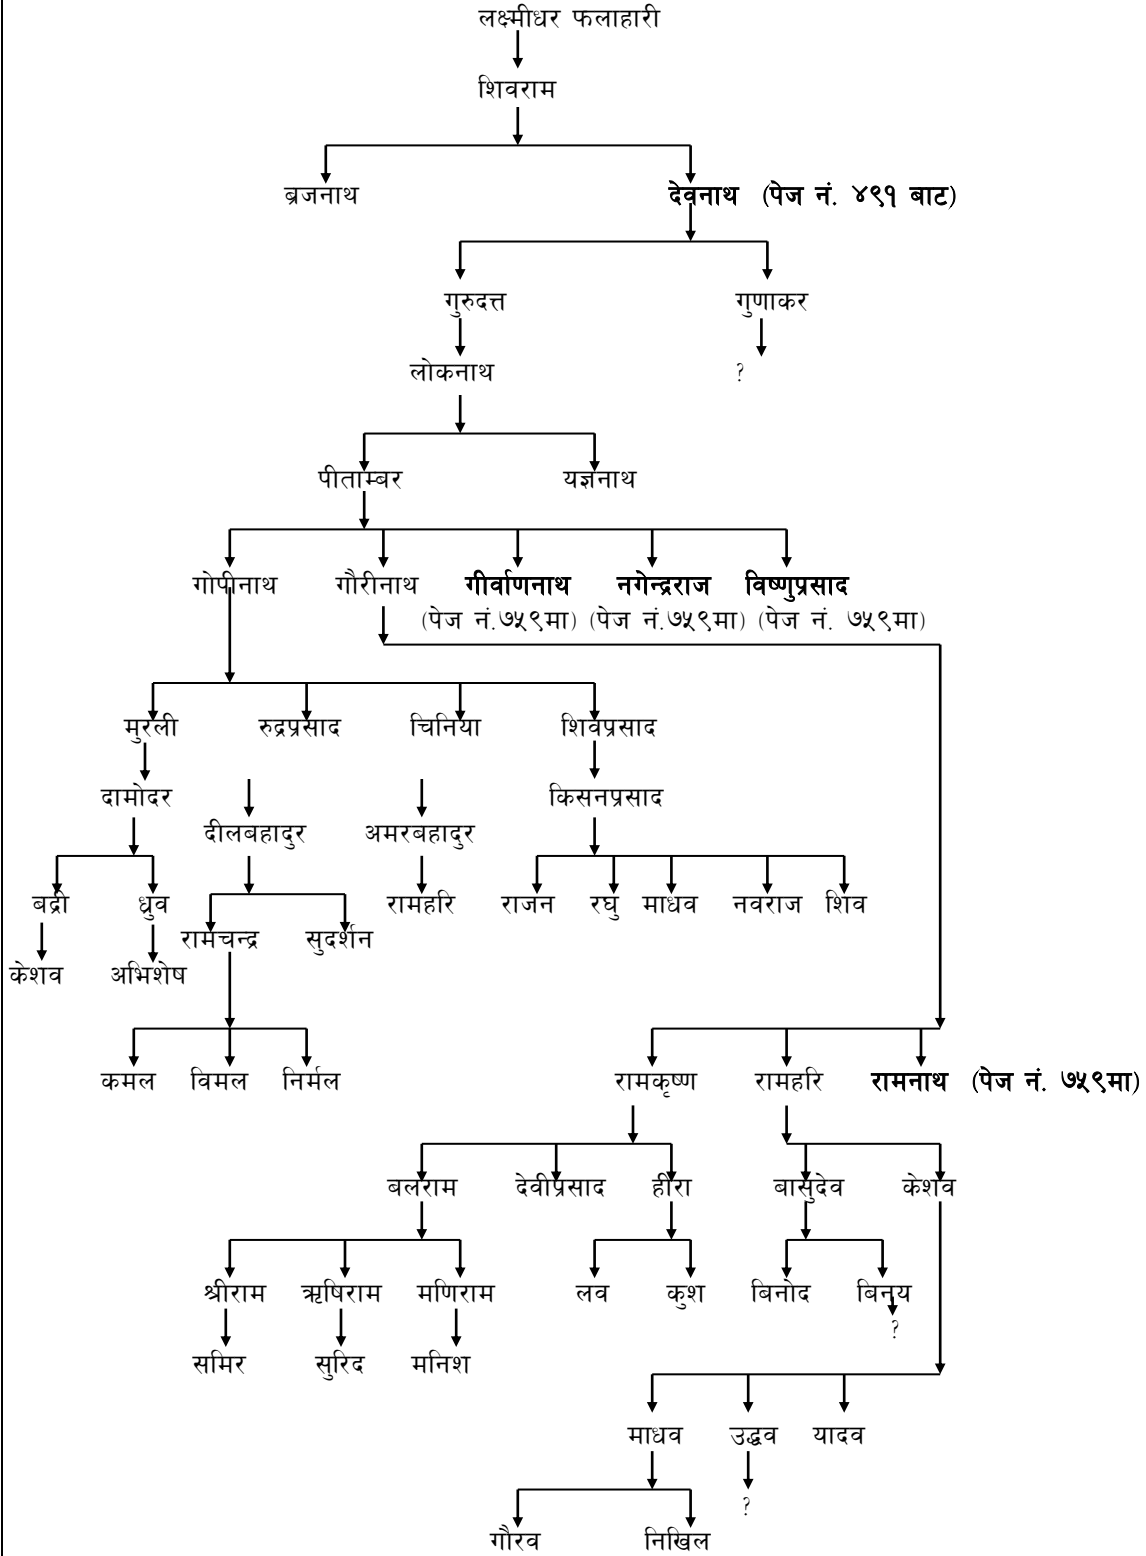 लक्ष्मीधर फलाहारी
शिवराम
ब्रजनाथ देवनाथ (पेज नं. ४९१ बाट)
गुरुदत्त गुणाकर
लोकनाथ ?
पीताम्बर यज्ञनाथ
गोपीनाथ गौरीनाथ गीर्वाणनाथ नगेन्द्रराज विष्णुप्रसाद
(पेज नं.७५९मा) (पेज नं.७५९मा) (पेज नं. ७५९मा)
मुरली रुद्रप्रसाद चिनिया शिवप्रसाद
दामोदर किसनप्रसाद
दीलबहादुर अमरबहादुर
बद्री ध्रुव रामहरि राजन रघु माधव नवराज शिव
रामचन्द्र सुदर्शन
केशव अभिशेष
कमल विमल निर्मल रामकृष्ण रामहरि रामनाथ (पेज नं. ७५९मा)
बलराम देवीप्रसाद हीरा बासुदेव केशव
श्रीराम ऋषिराम मणिराम लव कुश बिनोद बिनय
?
समिर सुरिद मनिश
माधव उद्धव यादव
?
गौरव निखिल